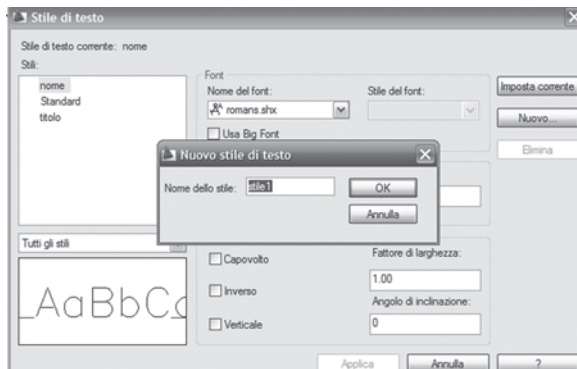 Stile di testo
Stile di testo corrente: nome
Stili:
nome
Standard
titolo
Font
Nome del font:
romans.shx
Usa Big Font
Stile del font:
Imposta corrente
Nuovo...
Elimina
Nuovo stile di testo
Nome dello stile:
stile1
OK
Annulla
Tutti gli stili
AaBbCc
Capovolto
Inverso
Verticale
Fattore di larghezza:
1.00
Angolo di inclinazione:
0
Applica
Annulla
?